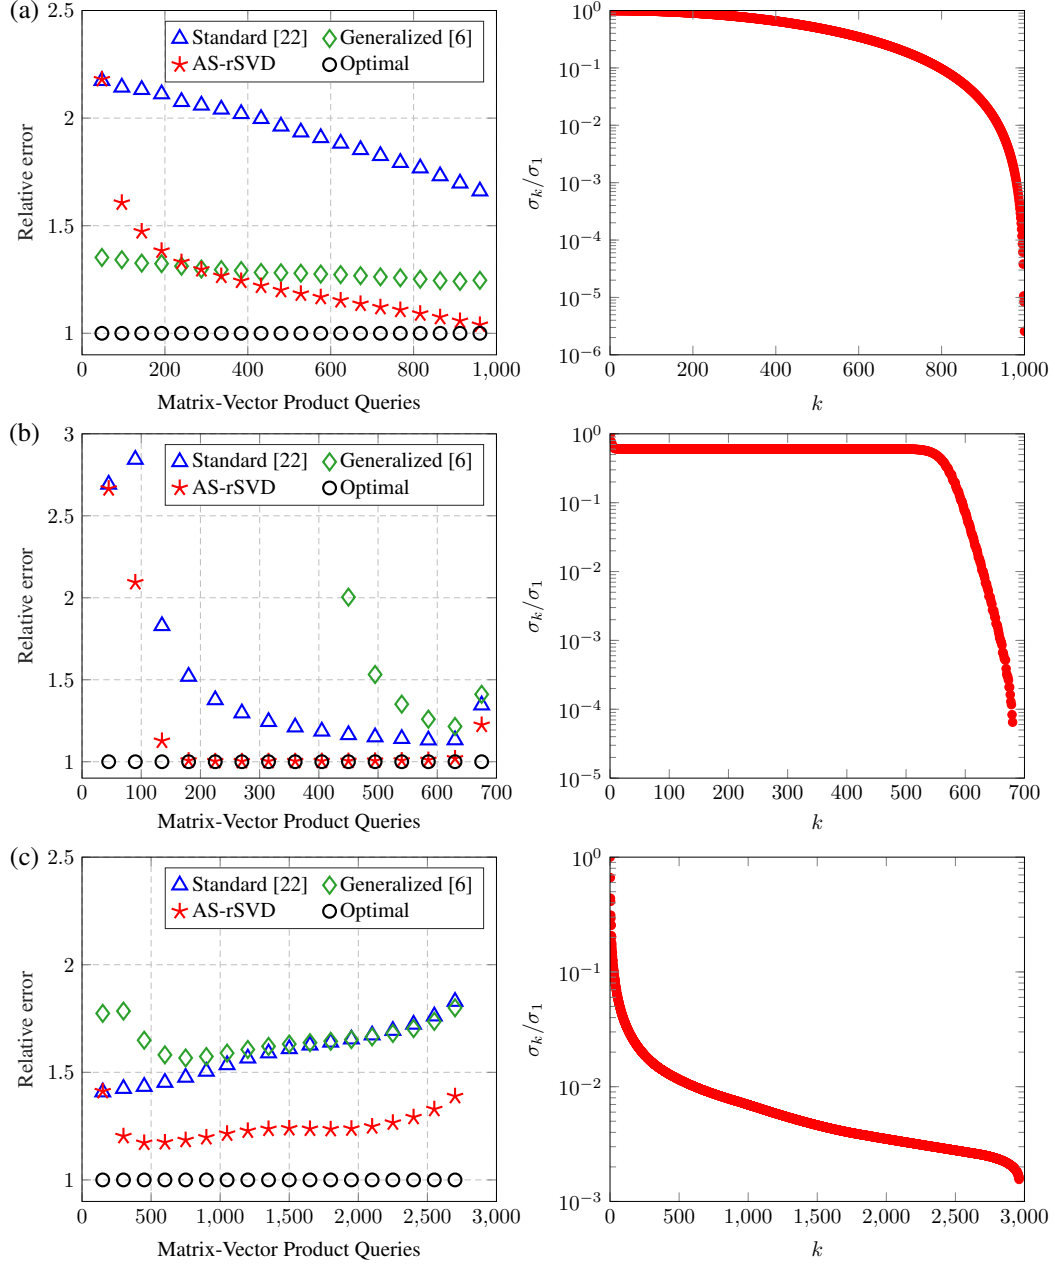 (a)
2.5
2
1.5
1
Relative error
Standard [22]
Generalized [6]
AS-rSVD
Optimal
0
200
400
600
800
1,000
Matrix-Vector Product Queries
10^0
10^−1
10^−2
10^−3
10^−4
10^−5
10^−6
σ_k/σ_1
0
200
400
600
800
1,000
k
(b)
3
2.5
2
1.5
1
Relative error
Standard [22]
Generalized [6]
AS-rSVD
Optimal
0
100
200
300
400
500
600
700
Matrix-Vector Product Queries
10^0
10^−1
10^−2
10^−3
10^−4
10^−5
σ_k/σ_1
0
100
200
300
400
500
600
700
k
(c)
2.5
2
1.5
1
Relative error
Standard [22]
Generalized [6]
AS-rSVD
Optimal
0
500
1,000
1,500
2,000
2,500
3,000
Matrix-Vector Product Queries
10^0
10^−1
10^−2
10^−3
σ_k/σ_1
0
500
1,000
1,500
2,000
2,500
3,000
k